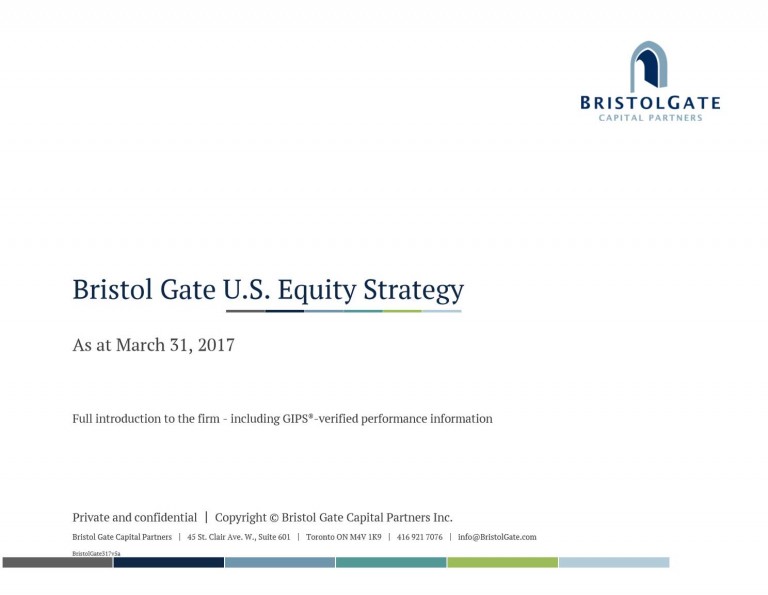 BRISTOLGATE
CAPITAL PARTNERS
Bristol Gate U.S. Equity Strategy
As at March 31, 2017
Full introduction to the firm - including GIPS®-verified performance information
Private and confidential | Copyright © Bristol Gate Capital Partners Inc.
Bristol Gate Capital Partners | 45 St. Clair Ave. W., Suite 601 | Toronto ON M4V 1K9 | 416 921 7076 | info@BristolGate.com
BristolGate317v5a